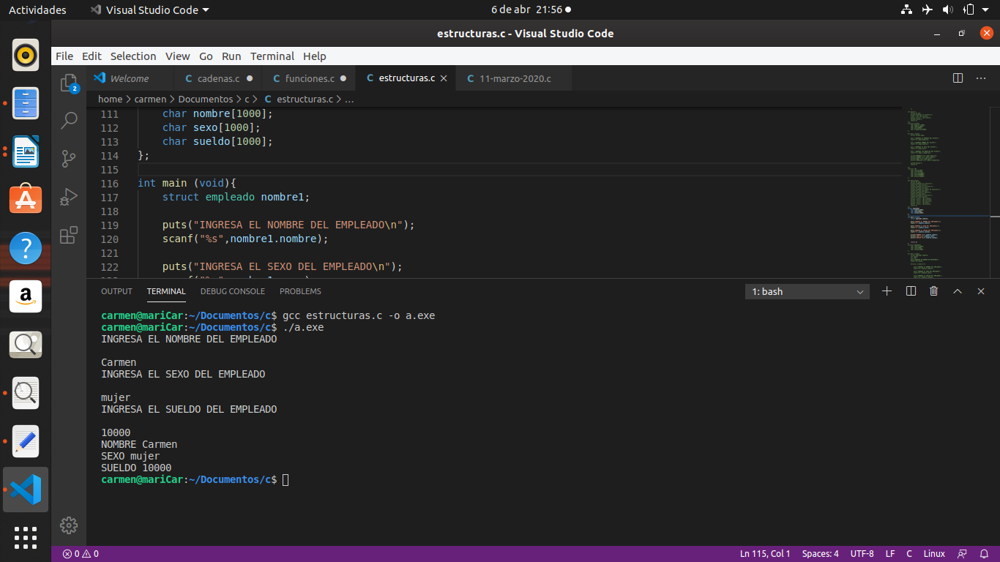 Actividades Visual Studio Code 6 de abr 21:56
estructuras.c - Visual Studio Code
File Edit Selection View Go Run Terminal Help
Welcome cadenas.c funciones.c estructuras.c 11-marzo-2020.c
home > carmen > Documentos > c > estructuras.c > ...
2
111 char nombre[1000];
112 char sexo[1000];
113 char sueldo[1000];
114 };
115
116 int main (void){
117 struct empleado nombre1;
118
119 puts("INGRESA EL NOMBRE DEL EMPLEADO\n");
120 scanf("%s",nombre1.nombre);
121
122 puts("INGRESA EL SEXO DEL EMPLEADO\n");
OUTPUT TERMINAL DEBUG CONSOLE PROBLEMS 1: bash
carmen@mariCar:~/Documentos/c$ gcc estructuras.c -o a.exe
carmen@mariCar:~/Documentos/c$ ./a.exe
INGRESA EL NOMBRE DEL EMPLEADO
Carmen
INGRESA EL SEXO DEL EMPLEADO
mujer
INGRESA EL SUELDO DEL EMPLEADO
10000
NOMBRE Carmen
SEXO mujer
SUELDO 10000
carmen@mariCar:~/Documentos/c$
0 0 Ln 115, Col 1 Spaces: 4 UTF-8 LF C Linux